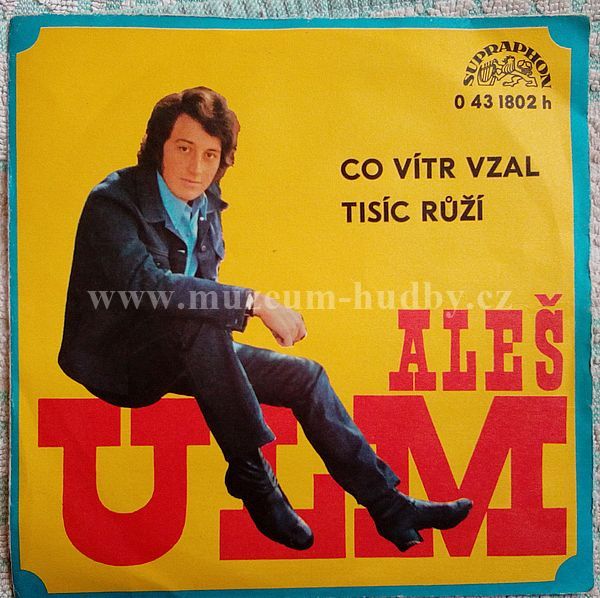 SUPRAPHON
0 43 1802 h
CO VÍTR VZAL
TISÍC RŮŽÍ
www.muzeum-hudby.cz
ALEŠ
ULM